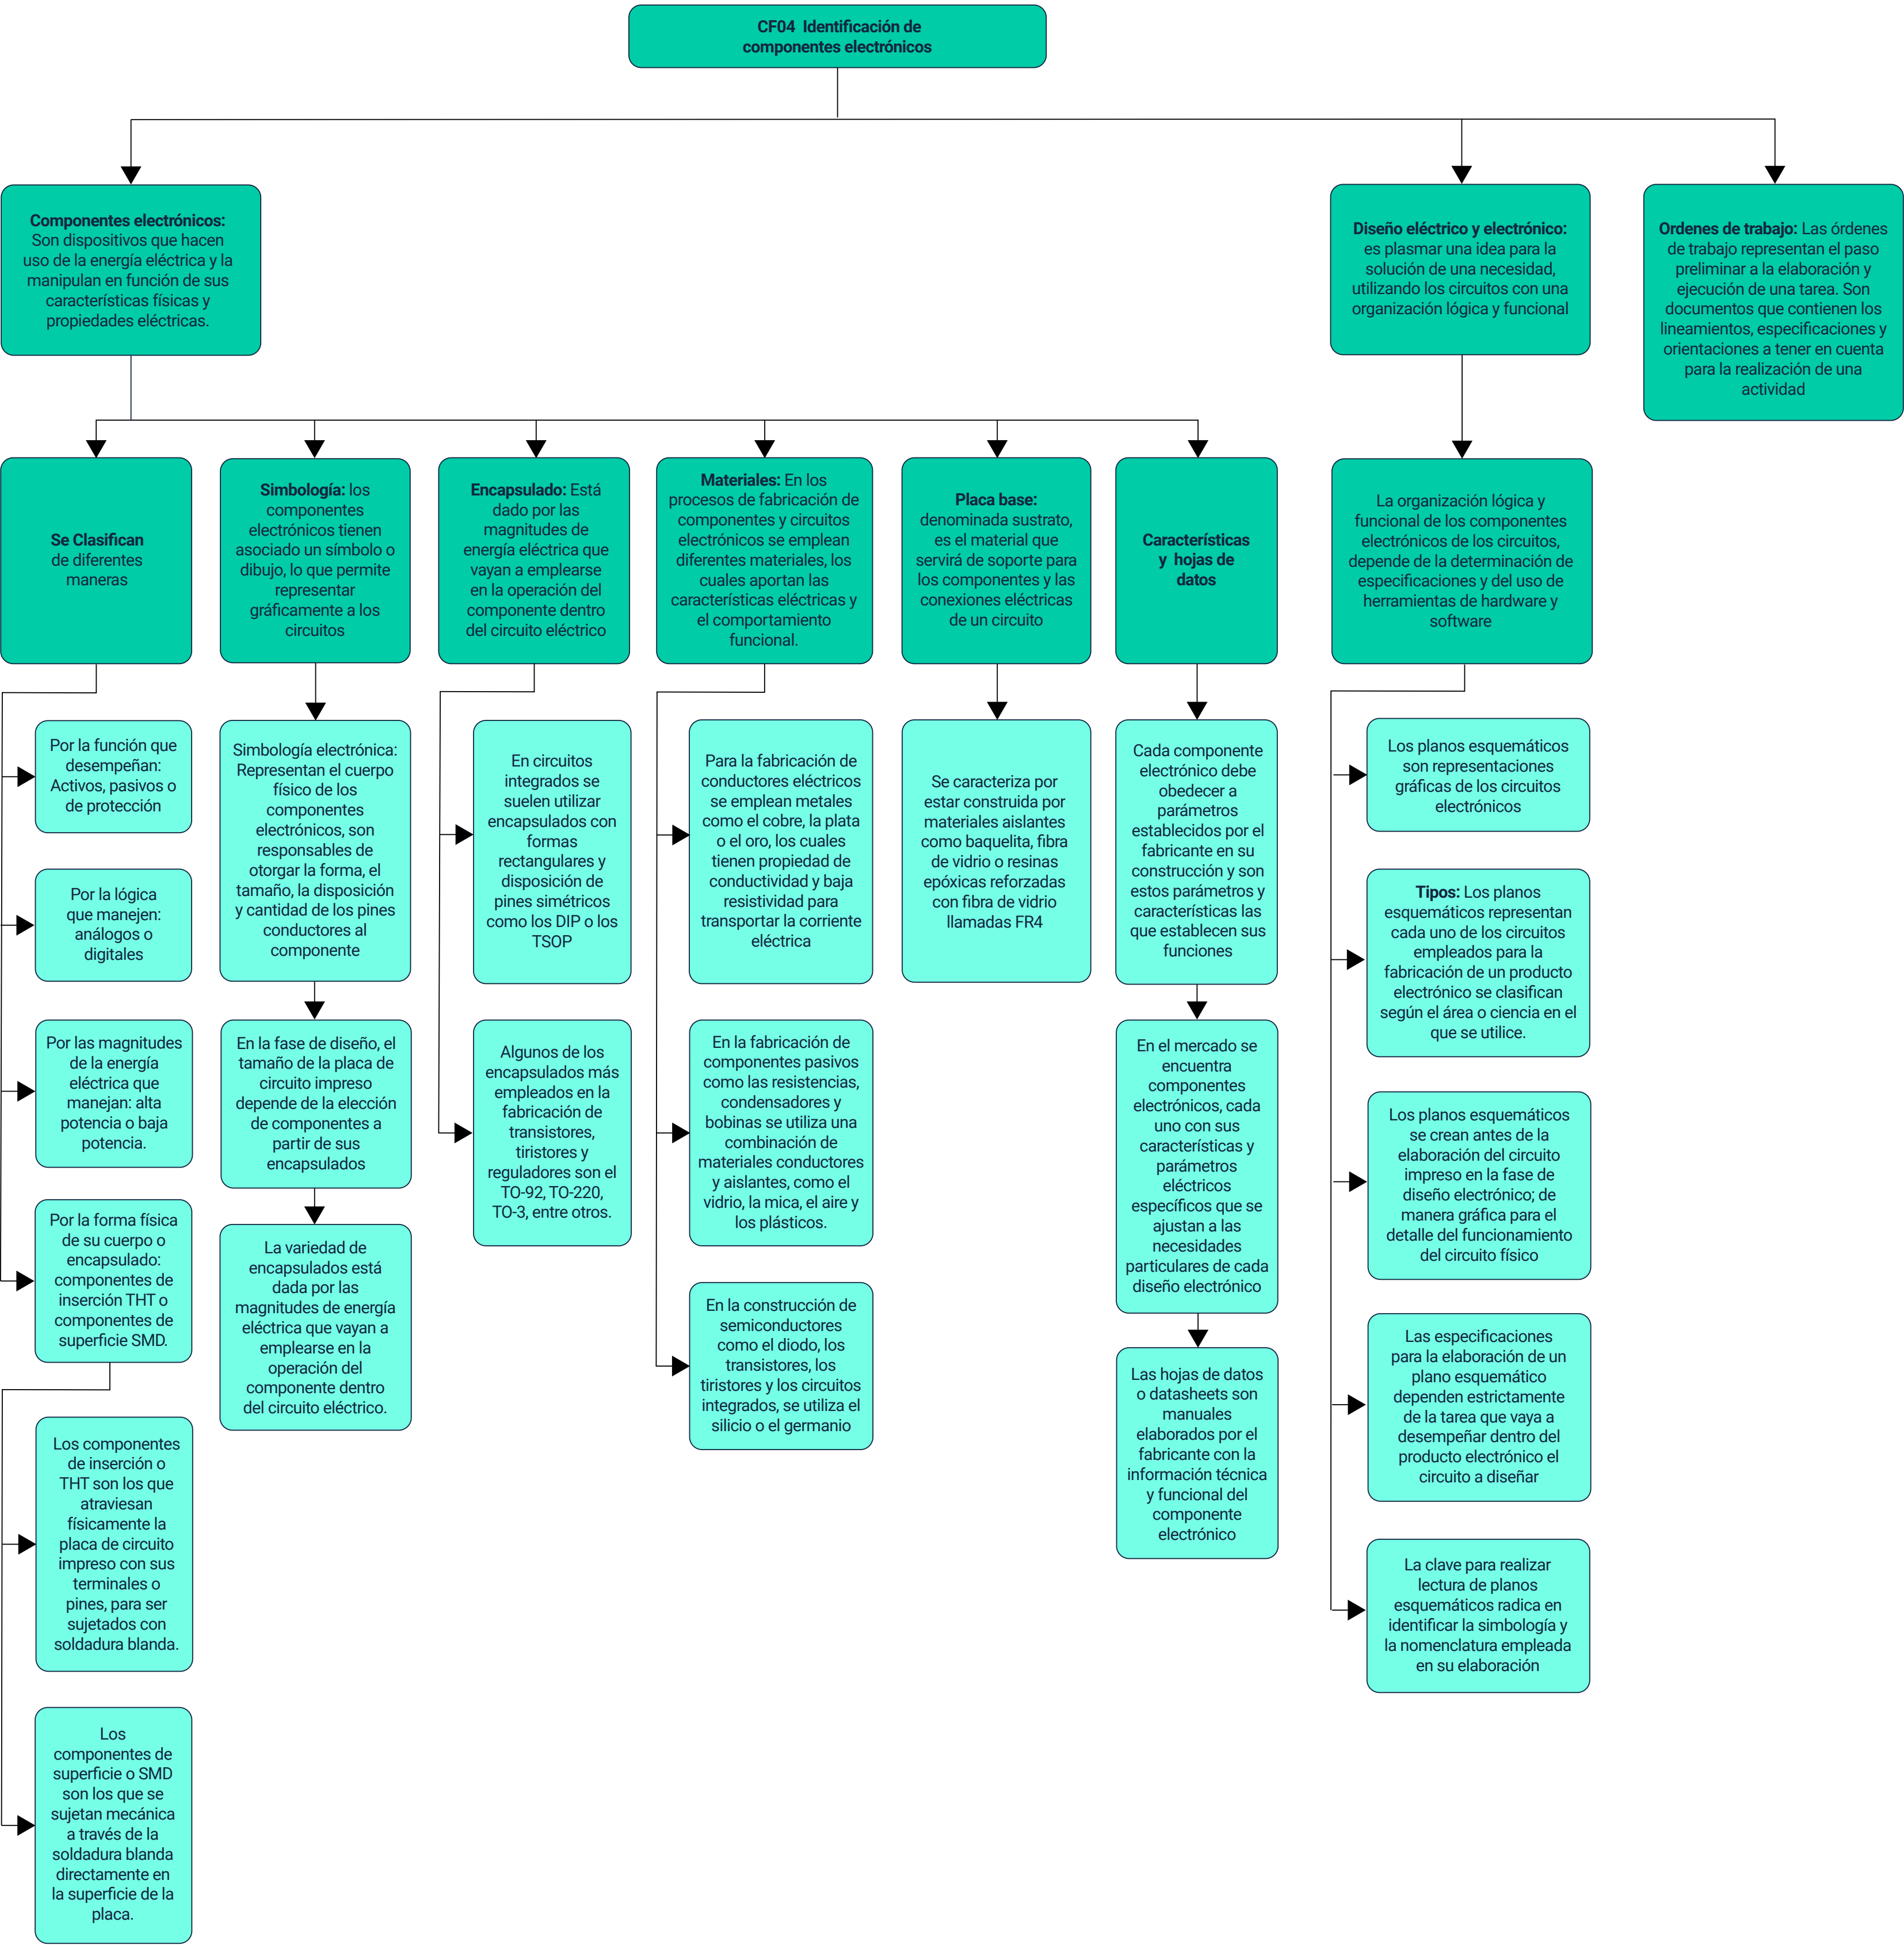 CF04  Identificación de
componentes electrónicos
Componentes electrónicos:
Son dispositivos que hacen
uso de la energía eléctrica y la
manipulan en función de sus
características físicas y
propiedades eléctricas.
Diseño eléctrico y electrónico:
es plasmar una idea para la
solución de una necesidad,
utilizando los circuitos con una
organización lógica y funcional
Ordenes de trabajo: Las órdenes
de trabajo representan el paso
preliminar a la elaboración y
ejecución de una tarea. Son
documentos que contienen los
lineamientos, especificaciones y
orientaciones a tener en cuenta
para la realización de una
actividad
Se Clasifican
de diferentes
maneras
Simbología: los
componentes
electrónicos tienen
asociado un símbolo o
dibujo, lo que permite
representar
gráficamente a los
circuitos
Encapsulado: Está
dado por las
magnitudes de
energía eléctrica que
vayan a emplearse
en la operación del
componente dentro
del circuito eléctrico
Materiales: En los
procesos de fabricación de
componentes y circuitos
electrónicos se emplean
diferentes materiales, los
cuales aportan las
características eléctricas y
el comportamiento
funcional.
Placa base:
denominada sustrato,
es el material que
servirá de soporte para
los componentes y las
conexiones eléctricas
de un circuito
Características
y  hojas de
datos
La organización lógica y
funcional de los componentes
electrónicos de los circuitos,
depende de la determinación de
especificaciones y del uso de
herramientas de hardware y
software
Por la función que
desempeñan:
Activos, pasivos o
de protección
Por la lógica
que manejen:
análogos o
digitales
Por las magnitudes
de la energía
eléctrica que
manejan: alta
potencia o baja
potencia.
Por la forma física
de su cuerpo o
encapsulado:
componentes de
inserción THT o
componentes de
superficie SMD.
Los componentes
de inserción o
THT son los que
atraviesan
físicamente la
placa de circuito
impreso con sus
terminales o
pines, para ser
sujetados con
soldadura blanda.
Los
componentes de
superficie o SMD
son los que se
sujetan mecánica
a través de la
soldadura blanda
directamente en
la superficie de la
placa.
Simbología electrónica:
Representan el cuerpo
físico de los
componentes
electrónicos, son
responsables de
otorgar la forma, el
tamaño, la disposición
y cantidad de los pines
conductores al
componente
En la fase de diseño, el
tamaño de la placa de
circuito impreso
depende de la elección
de componentes a
partir de sus
encapsulados
La variedad de
encapsulados está
dada por las
magnitudes de energía
eléctrica que vayan a
emplearse en la
operación del
componente dentro
del circuito eléctrico.
En circuitos
integrados se
suelen utilizar
encapsulados con
formas
rectangulares y
disposición de
pines simétricos
como los DIP o los
TSOP
Algunos de los
encapsulados más
empleados en la
fabricación de
transistores,
tiristores y
reguladores son el
TO-92, TO-220,
TO-3, entre otros.
Para la fabricación de
conductores eléctricos
se emplean metales
como el cobre, la plata
o el oro, los cuales
tienen propiedad de
conductividad y baja
resistividad para
transportar la corriente
eléctrica
En la fabricación de
componentes pasivos
como las resistencias,
condensadores y
bobinas se utiliza una
combinación de
materiales conductores
y aislantes, como el
vidrio, la mica, el aire y
los plásticos.
En la construcción de
semiconductores
como el diodo, los
transistores, los
tiristores y los circuitos
integrados, se utiliza el
silicio o el germanio
Se caracteriza por
estar construida por
materiales aislantes
como baquelita, fibra
de vidrio o resinas
epóxicas reforzadas
con fibra de vidrio
llamadas FR4
Cada componente
electrónico debe
obedecer a
parámetros
establecidos por el
fabricante en su
construcción y son
estos parámetros y
características las
que establecen sus
funciones
En el mercado se
encuentra
componentes
electrónicos, cada
uno con sus
características y
parámetros
eléctricos
específicos que se
ajustan a las
necesidades
particulares de cada
diseño electrónico
Las hojas de datos
o datasheets son
manuales
elaborados por el
fabricante con la
información técnica
y funcional del
componente
electrónico
Los planos esquemáticos
son representaciones
gráficas de los circuitos
electrónicos
Tipos: Los planos
esquemáticos representan
cada uno de los circuitos
empleados para la
fabricación de un producto
electrónico se clasifican
según el área o ciencia en el
que se utilice.
Los planos esquemáticos
se crean antes de la
elaboración del circuito
impreso en la fase de
diseño electrónico; de
manera gráfica para el
detalle del funcionamiento
del circuito físico
Las especificaciones
para la elaboración de un
plano esquemático
dependen estrictamente
de la tarea que vaya a
desempeñar dentro del
producto electrónico el
circuito a diseñar
La clave para realizar
lectura de planos
esquemáticos radica en
identificar la simbología y
la nomenclatura empleada
en su elaboración